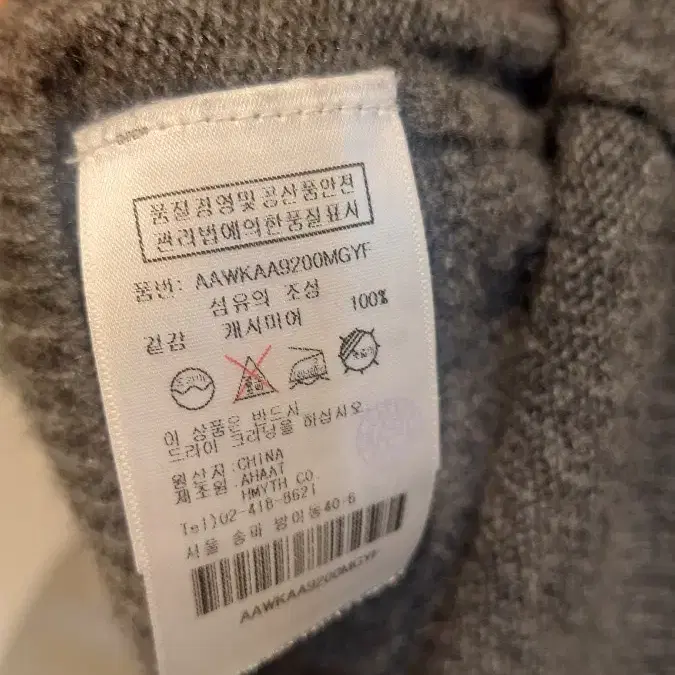 품질경영및공산품안전
관리법에의한품질표시
품번: AAWKAA9200MGYF
섬유의 조성
겉감 캐시미어 100%
드라이
이 상품은 반드시
드라이 크리닝을 하십시오
원산지:CHINA
제조원:AHAAT
HMYTH CO.
Tel)02-418-8621
서울 송파 방이동40-6
AAWKAA9200MGYF